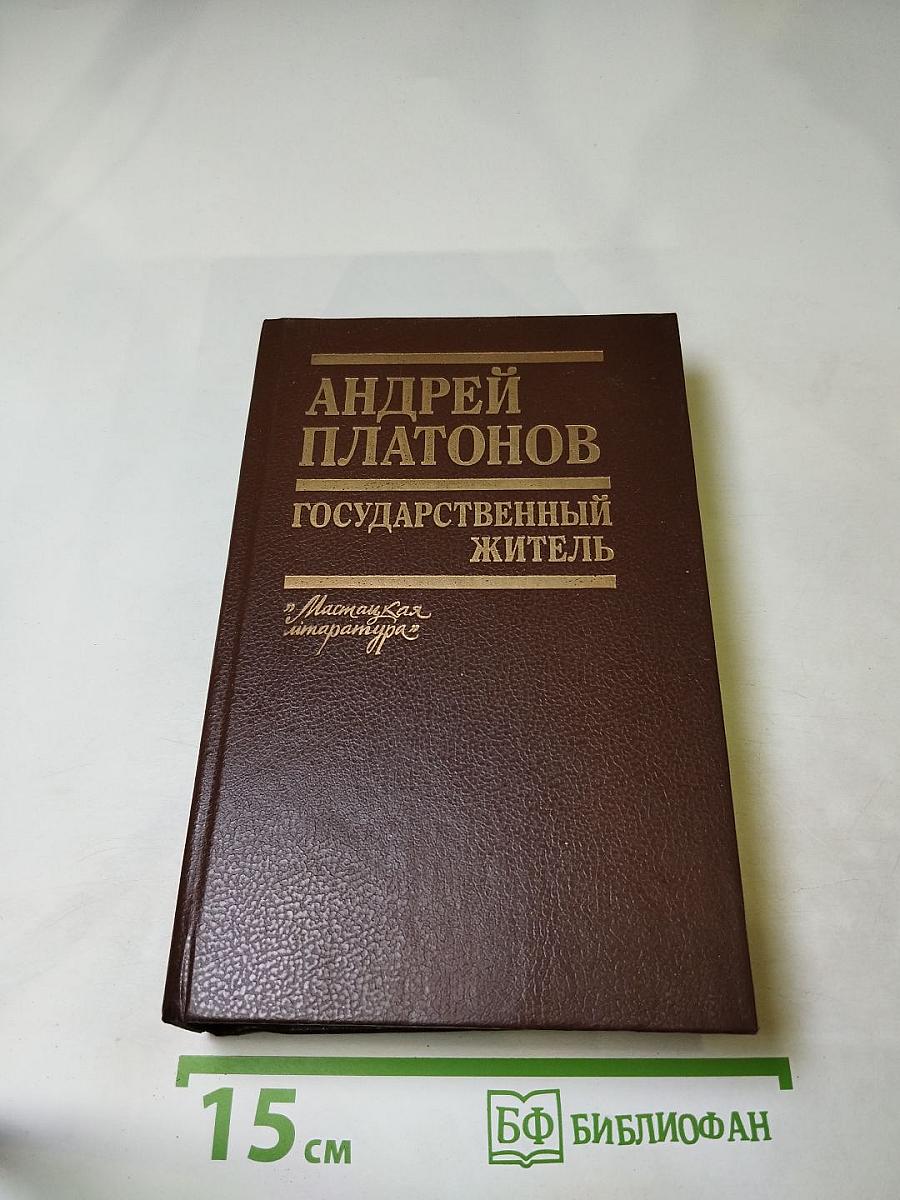 АНДРЕЙ
ПЛАТОНОВ
ГОСУДАРСТВЕННЫЙ
ЖИТЕЛЬ
„Мастацкая
літаратура”
15 см
БФ БИБЛИОФАН